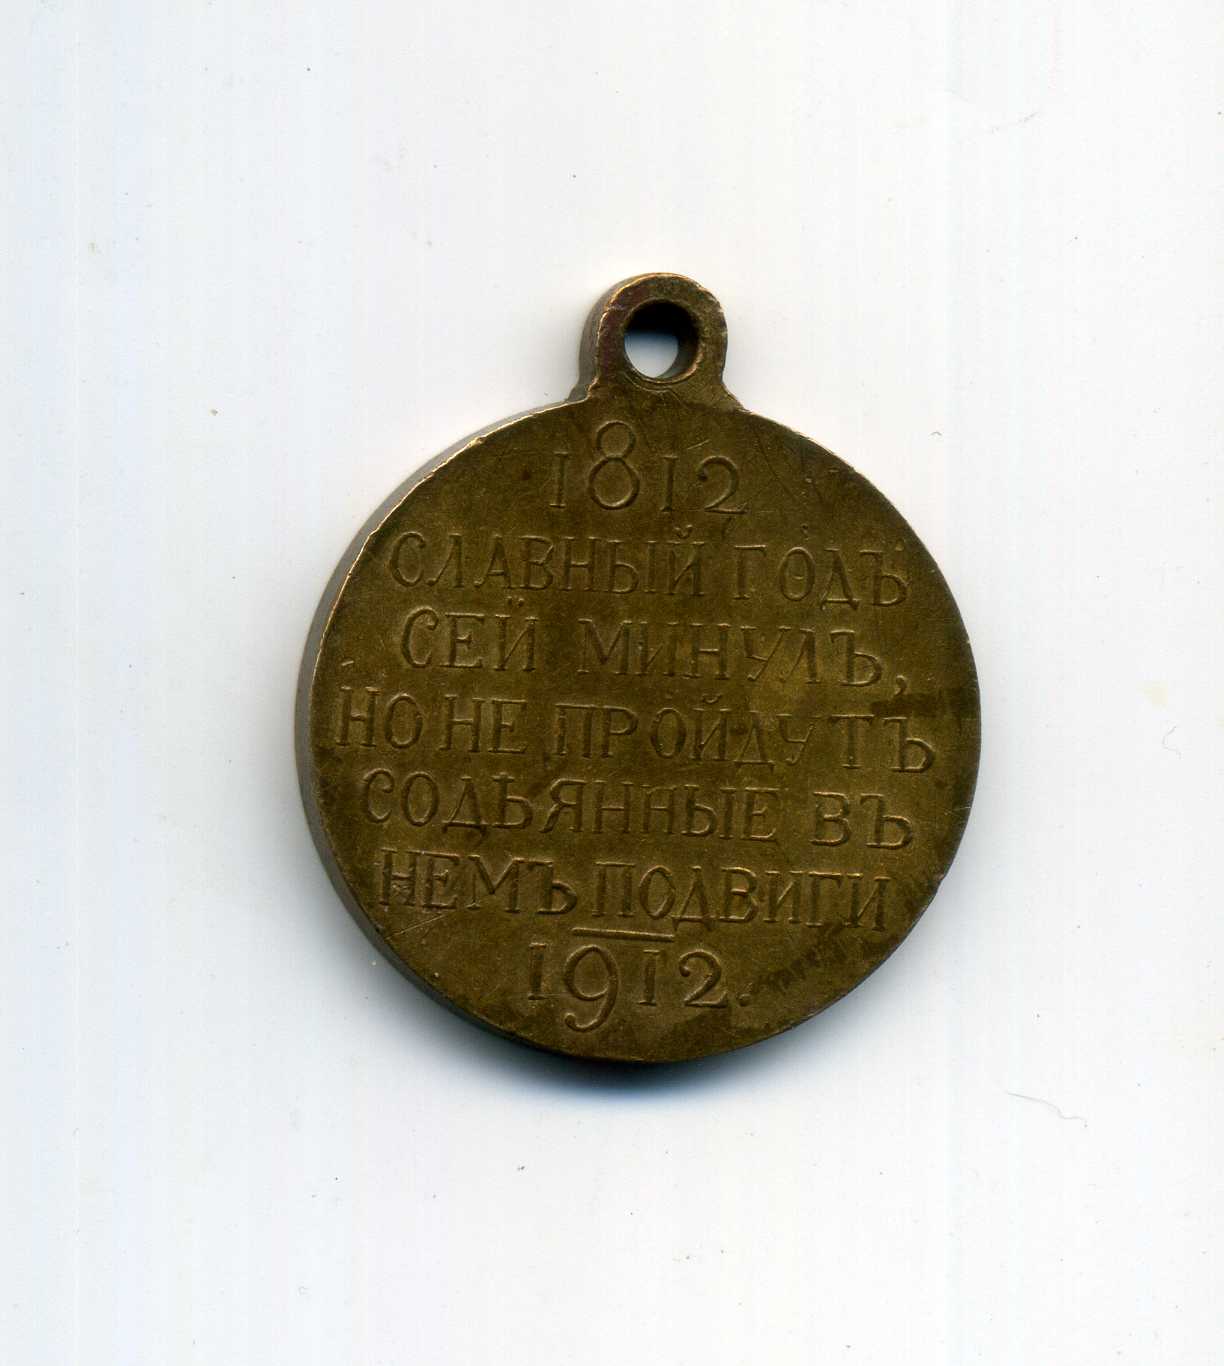 1812
СЛАВНЫЙ ГОДЪ
СЕЙ МИНУЛЪ,
НО НЕ ПРОЙДУТЪ
СОДѢЯННЫЕ ВЪ
НЕМЪ ПОДВИГИ
1912.